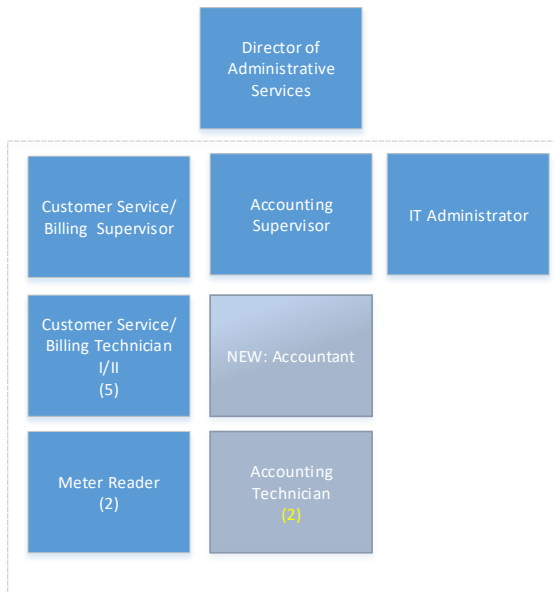 Director of
Administrative
Services
Customer Service/
Billing Supervisor
Accounting
Supervisor
IT Administrator
Customer Service/
Billing Technician
I/II
(5)
NEW: Accountant
Meter Reader
(2)
Accounting
Technician
(2)